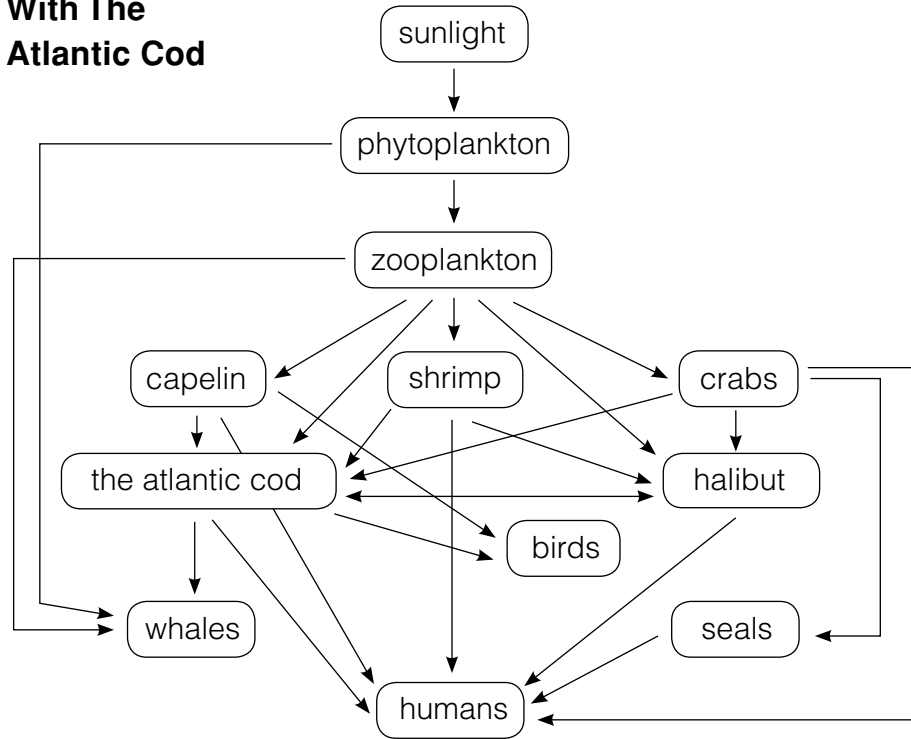 With The
Atlantic Cod
sunlight
phytoplankton
zooplankton
capelin
shrimp
crabs
the atlantic cod
halibut
birds
whales
seals
humans